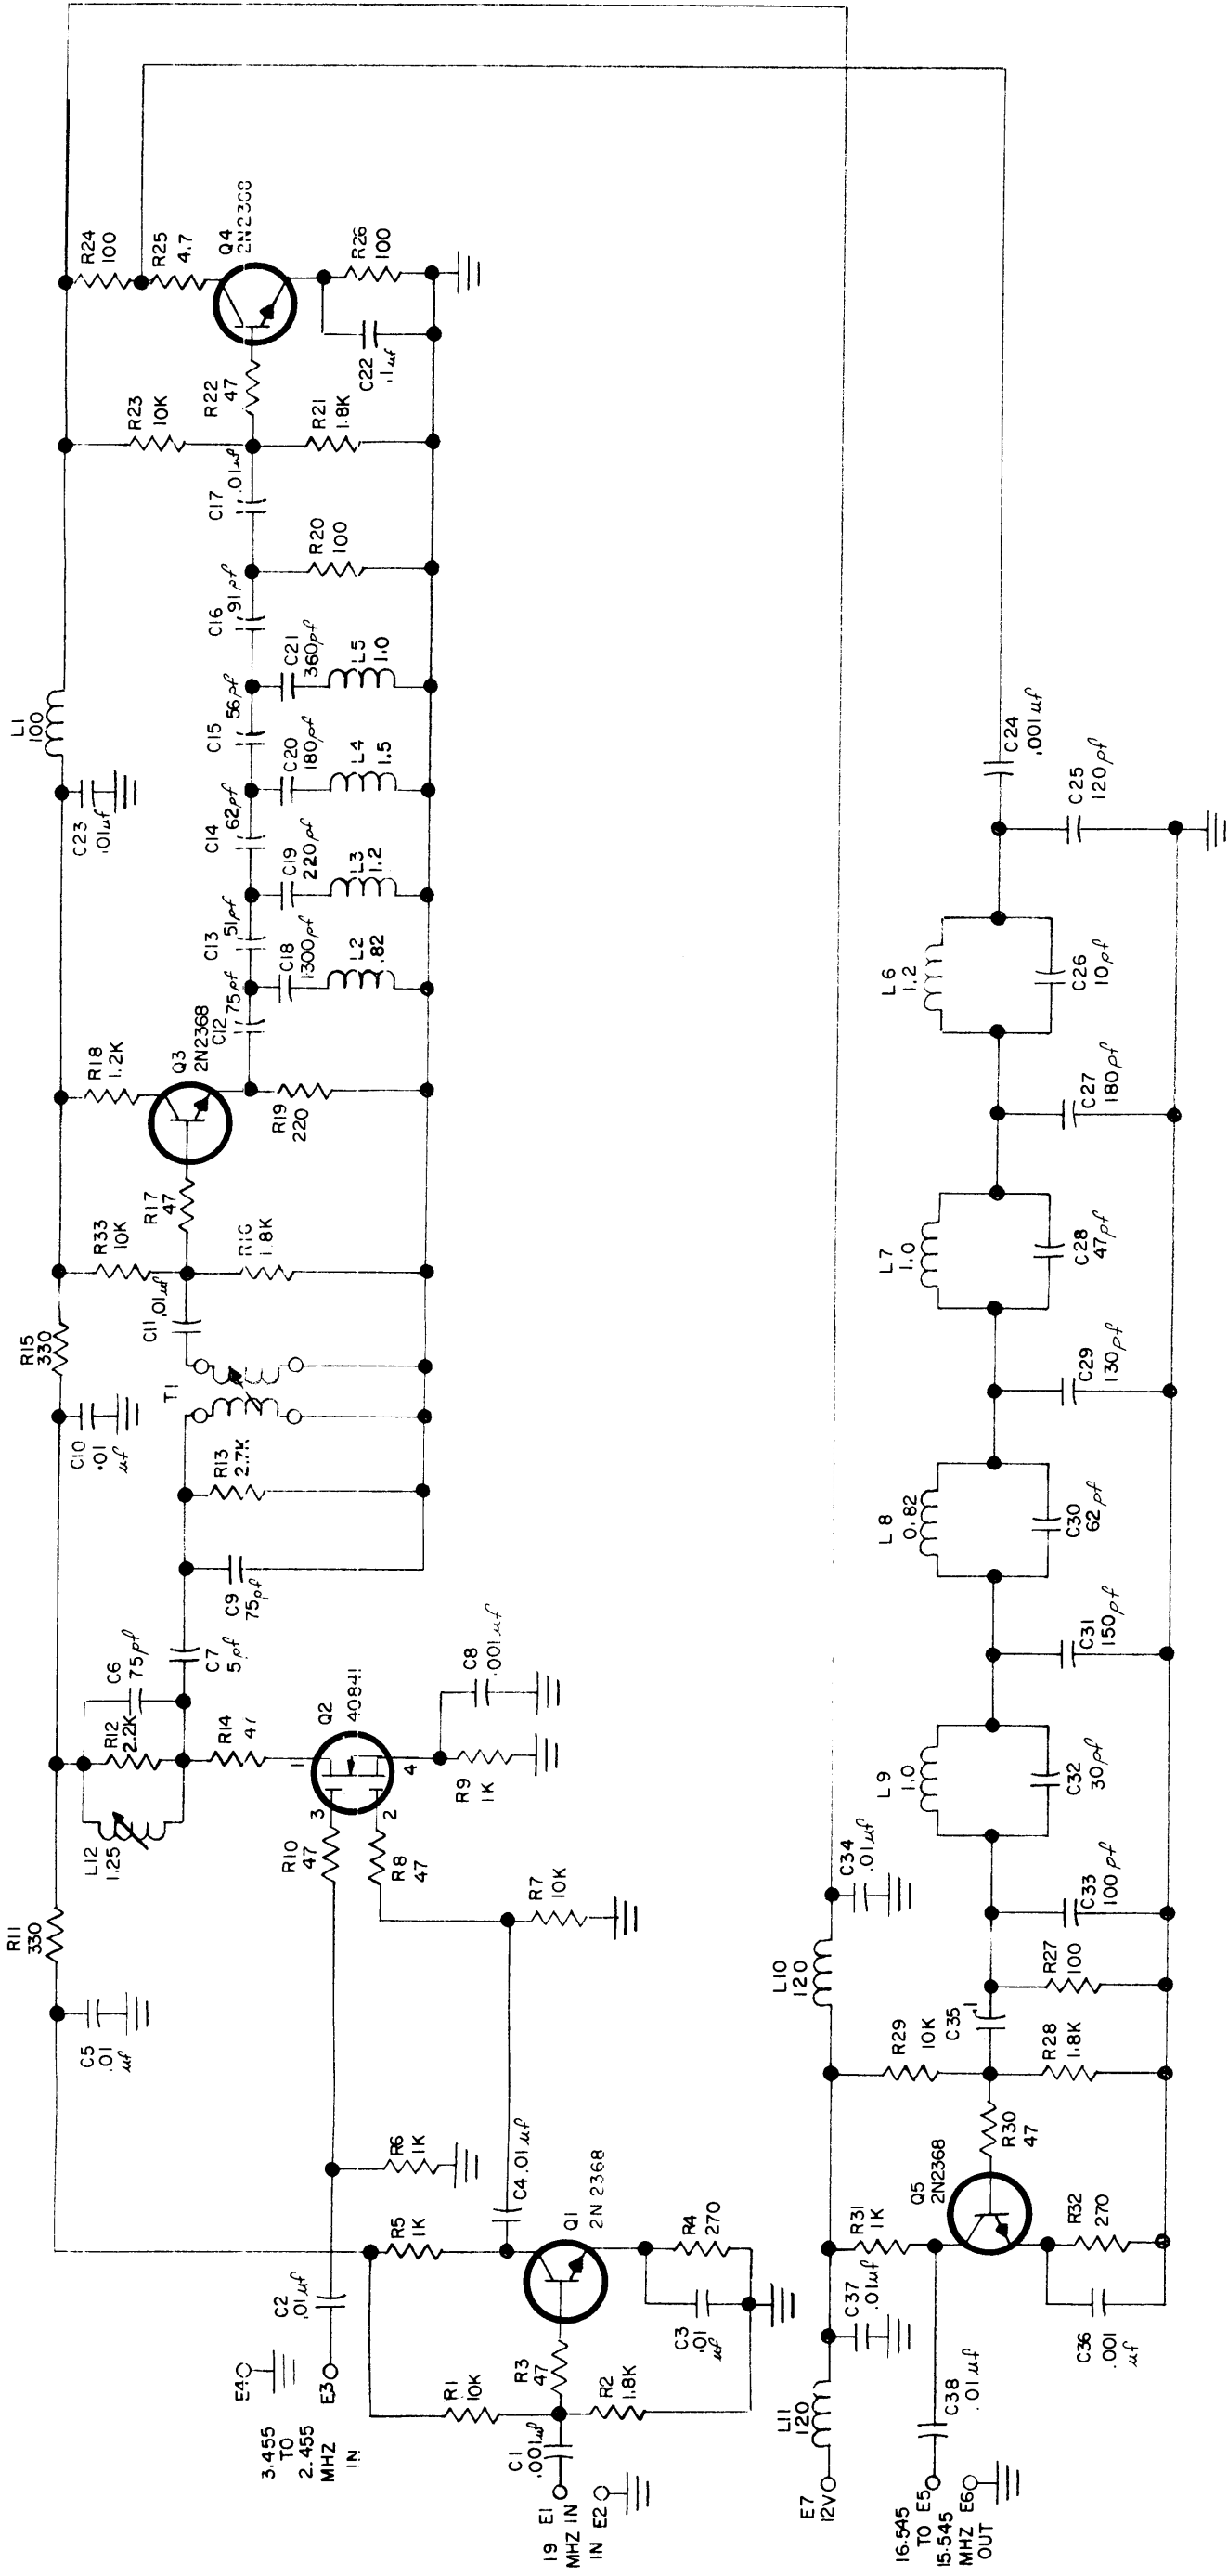 R11
330
R15
330
L1
100
C5
.01
uf
L12
1.25
R12
2.2K
C6
75pf
C10
.01
uf
C23
.01uf
R24
100
R25
4.7
Q4
R26
100
C22
.1uf
R23
10K
R22
47
R21
1.8K
C17
.01uf
R20
100
C16
91pf
C21
360pf
L5
1.0
C15
56pf
C20
180pf
L4
1.5
C14
62pf
C19
220pf
L3
1.2
C13
51pf
C18
1300pf
L2
.82
C12
75pf
Q3
2N2368
R18
1.2K
R19
220
R17
47
R33
10K
1.8K
C11
.01uf
T1
R13
2.7K
C9
75pf
C7
5pf
R14
Q2
40841
1
3
2
4
C8
.001uf
R9
1K
R10
47
R8
47
R7
10K
3.455
TO
2.455
MHZ
IN
E4
E3
C2
.01uf
R6
1K
R5
1K
C4 .01uf
Q1
2N2368
R4
270
C3
.01
uf
R3
47
R1
10K
R2
1.8K
C1
.001uf
19
MHZ IN
IN
E1
E2
E7
12V
L11
120
C37
.01uf
L10
120
C34
.01uf
16.545
TO
15.545
MHZ
OUT
E5
E6
C38
.01uf
R31
1K
Q5
2N2368
R32
270
C36
.001
uf
R30
47
R29
10K
R28
1.8K
C35
.1
R27
100
C33
100pf
L9
1.0
C32
30pf
C31
150pf
L8
0.82
C30
62pf
C29
130pf
L7
1.0
C28
47pf
C27
180pf
L6
1.2
C26
10pf
C25
120pf
C24
.001uf